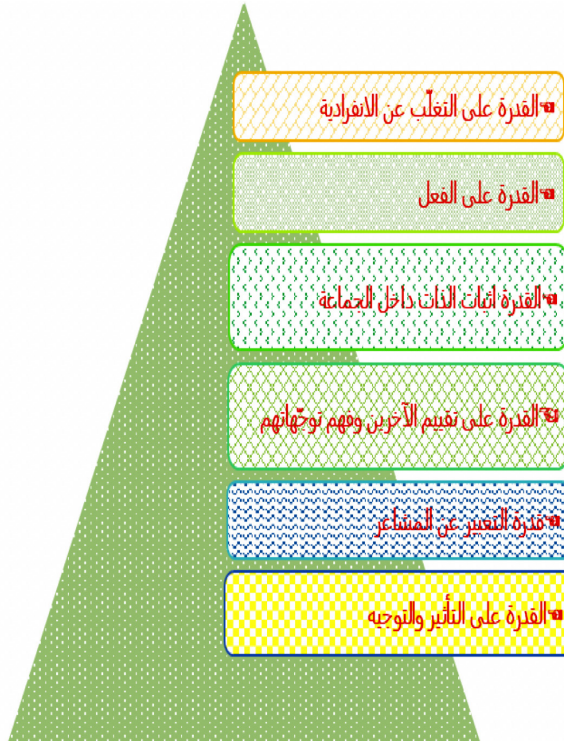 القدرة على التغلّب عن الانفرادية
القدرة على الفعل
القدرة اثبات الذات داخل الجماعة
القدرة على تقييم الآخرين وفهم توجّهاتهم
قدرة التعبير عن المشاعر
القدرة على التأثير والتوجيه